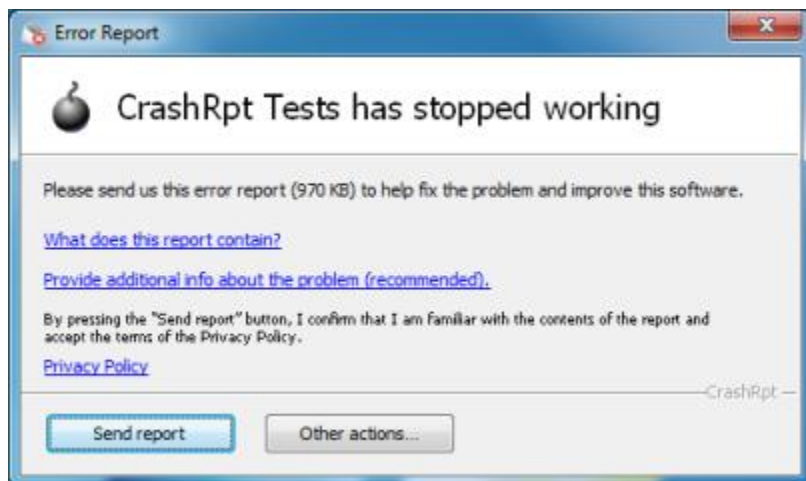 Error Report
CrashRpt Tests has stopped working
Please send us this error report (970 KB) to help fix the problem and improve this software.
What does this report contain?
Provide additional info about the problem (recommended).
By pressing the "Send report" button, I confirm that I am familiar with the contents of the report and
accept the terms of the Privacy Policy.
Privacy Policy
CrashRpt
Send report
Other actions...